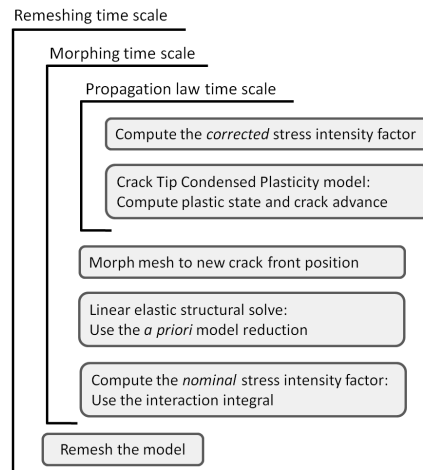 Remeshing time scale
Morphing time scale
Propagation law time scale
Compute the corrected stress intensity factor
Crack Tip Condensed Plasticity model:
Compute plastic state and crack advance
Morph mesh to new crack front position
Linear elastic structural solve:
Use the a priori model reduction
Compute the nominal stress intensity factor:
Use the interaction integral
Remesh the model